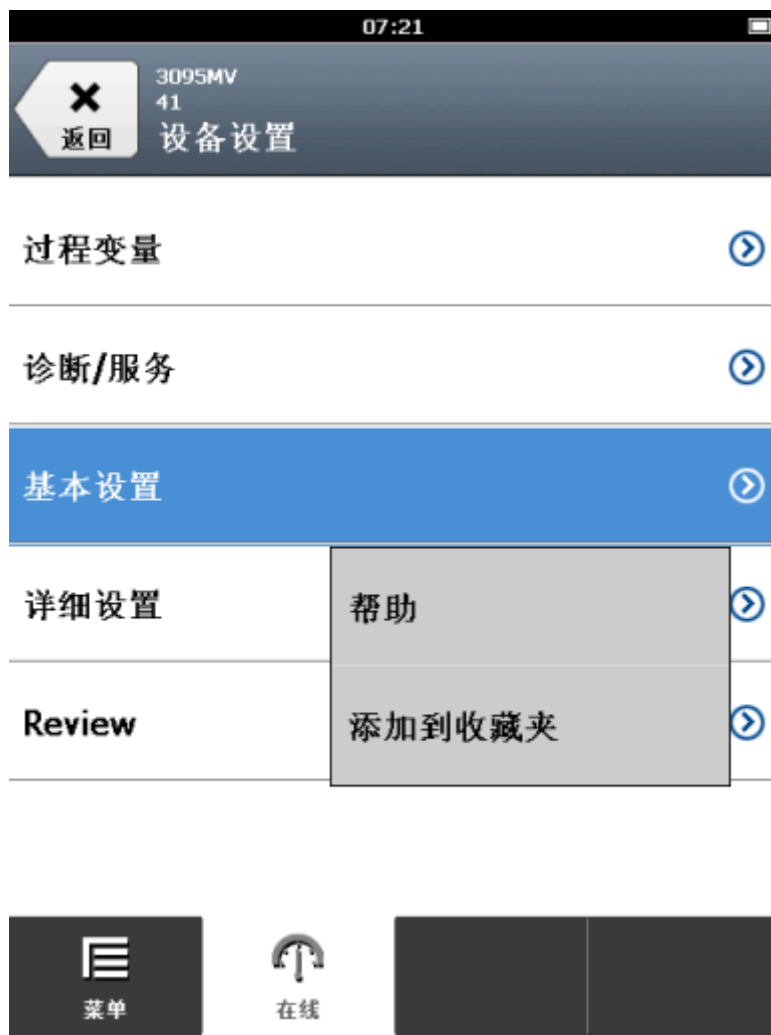 07:21
3095MV
41
返回
设备设置
过程变量
诊断/服务
基本设置
详细设置
帮助
Review
添加到收藏夹
菜单
在线